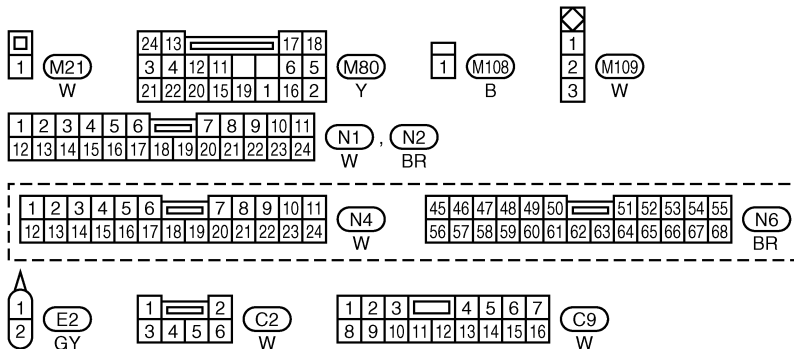 24 13 17 18
1 M21 3 4 12 11 6 5 M80 1 M108 1 2 3 M109
W 21 22 20 15 19 1 16 2 Y B W
1 2 3 4 5 6 7 8 9 10 11 N1 , N2
12 13 14 15 16 17 18 19 20 21 22 23 24 W BR
1 2 3 4 5 6 7 8 9 10 11 N4 45 46 47 48 49 50 51 52 53 54 55 N6
12 13 14 15 16 17 18 19 20 21 22 23 24 W 56 57 58 59 60 61 62 63 64 65 66 67 68 BR
1 E2 1 2 C2 1 2 3 4 5 6 7 C9
2 GY 3 4 5 6 W 8 9 10 11 12 13 14 15 16 W